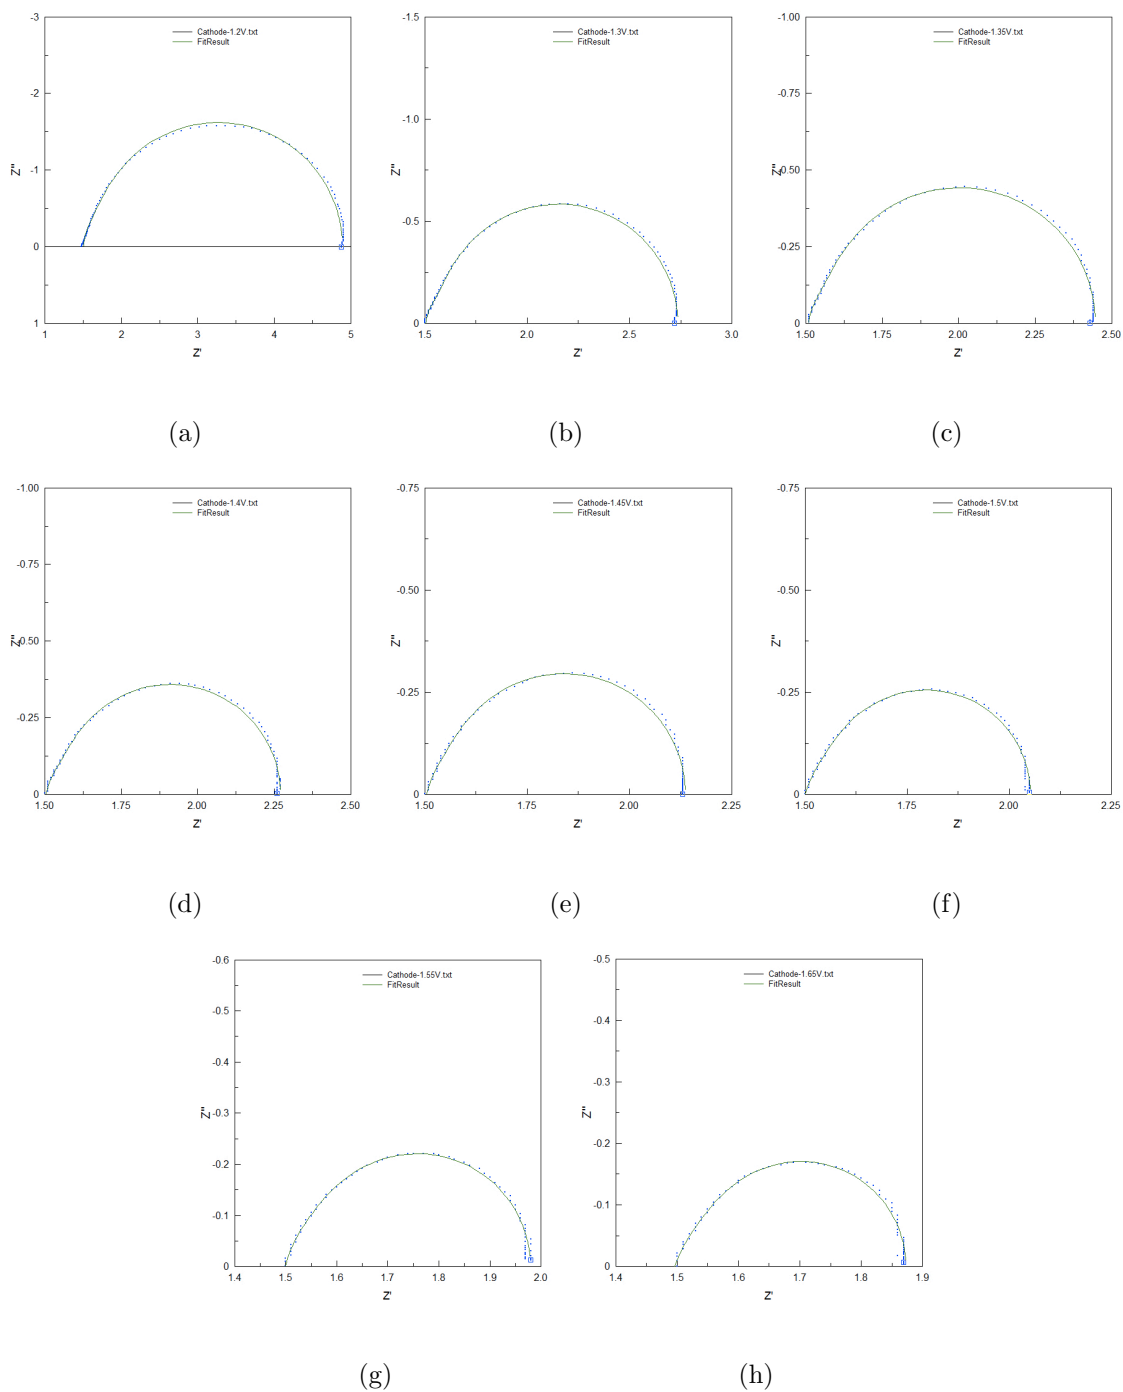 -3
-2
-1
0
1
1
2
3
4
5
Z''
Z'
Cathode-1.2V.txt
FitResult
-1.5
-1.0
-0.5
0
1.5
2.0
2.5
3.0
Z''
Z'
Cathode-1.3V.txt
FitResult
-1.00
-0.75
-0.50
-0.25
0
1.50
1.75
2.00
2.25
2.50
Z''
Z'
Cathode-1.35V.txt
FitResult
(a)
(b)
(c)
-1.00
-0.75
-0.50
-0.25
0
1.50
1.75
2.00
2.25
2.50
Z''
Z'
Cathode-1.4V.txt
FitResult
-0.75
-0.50
-0.25
0
1.50
1.75
2.00
2.25
Z''
Z'
Cathode-1.45V.txt
FitResult
-0.75
-0.50
-0.25
0
1.50
1.75
2.00
2.25
Z''
Z'
Cathode-1.5V.txt
FitResult
(d)
(e)
(f)
-0.6
-0.5
-0.4
-0.3
-0.2
-0.1
0
1.4
1.5
1.6
1.7
1.8
1.9
2.0
Z''
Z'
Cathode-1.55V.txt
FitResult
-0.5
-0.4
-0.3
-0.2
-0.1
0
1.4
1.5
1.6
1.7
1.8
1.9
Z''
Z'
Cathode-1.65V.txt
FitResult
(g)
(h)